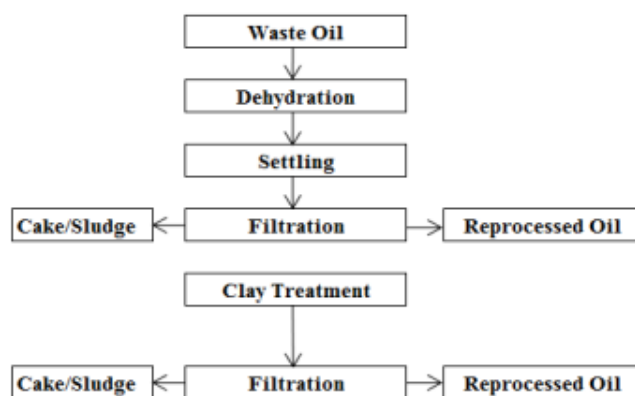 Waste Oil
Dehydration
Settling
Cake/Sludge
Filtration
Reprocessed Oil
Clay Treatment
Cake/Sludge
Filtration
Reprocessed Oil